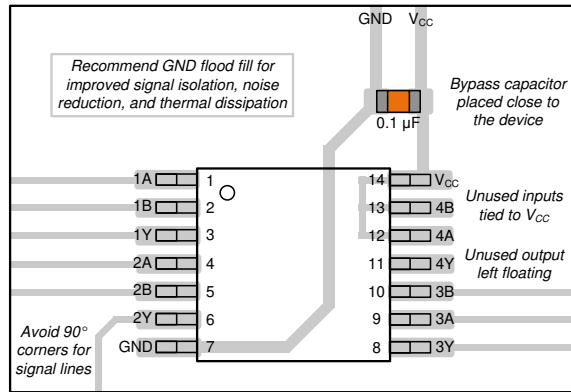 GND VCC
Recommend GND flood fill for
improved signal isolation, noise
reduction, and thermal dissipation
Bypass capacitor
placed close to
the device
0.1 µF
1A 1 14 VCC
1B 2 13 4B
1Y 3 12 4A
2A 4 11 4Y
2B 5 10 3B
2Y 6 9 3A
GND 7 8 3Y
Unused inputs
tied to VCC
Unused output
left floating
Avoid 90°
corners for
signal lines